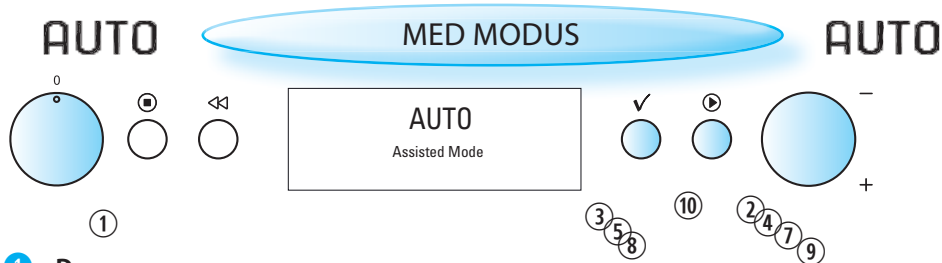 AUTO MED MODUS AUTO
0
AUTO
Assisted Mode
− +
① ③ ⑤ ⑧ ⑩ ② ④ ⑦ ⑨